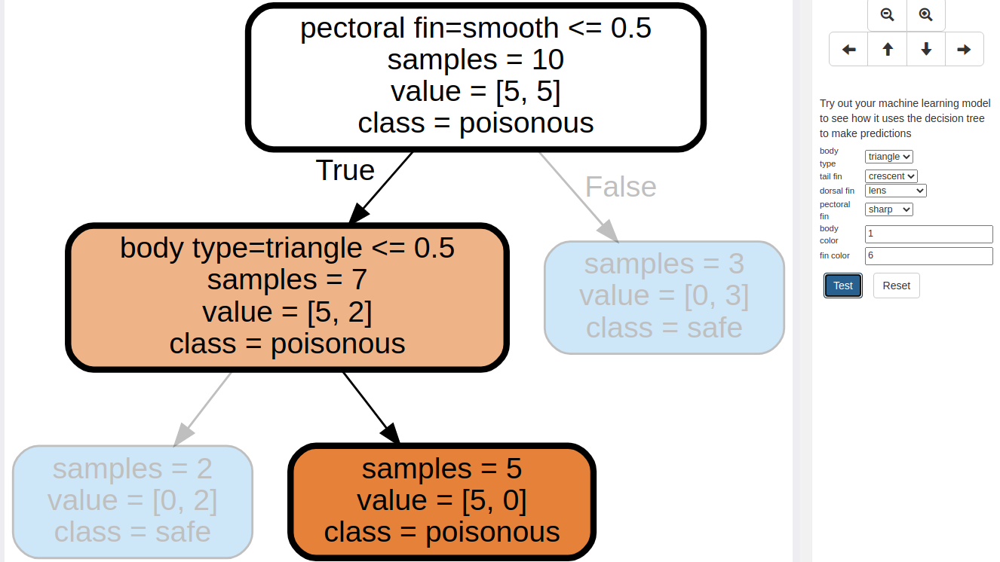 pectoral fin=smooth <= 0.5
samples = 10
value = [5, 5]
class = poisonous
True
False
body type=triangle <= 0.5
samples = 7
value = [5, 2]
class = poisonous
samples = 3
value = [0, 3]
class = safe
samples = 2
value = [0, 2]
class = safe
samples = 5
value = [5, 0]
class = poisonous
Try out your machine learning model
to see how it uses the decision tree
to make predictions
body
type
triangle
tail fin
crescent
dorsal fin
lens
pectoral
fin
sharp
body
color
1
fin color
6
Test
Reset